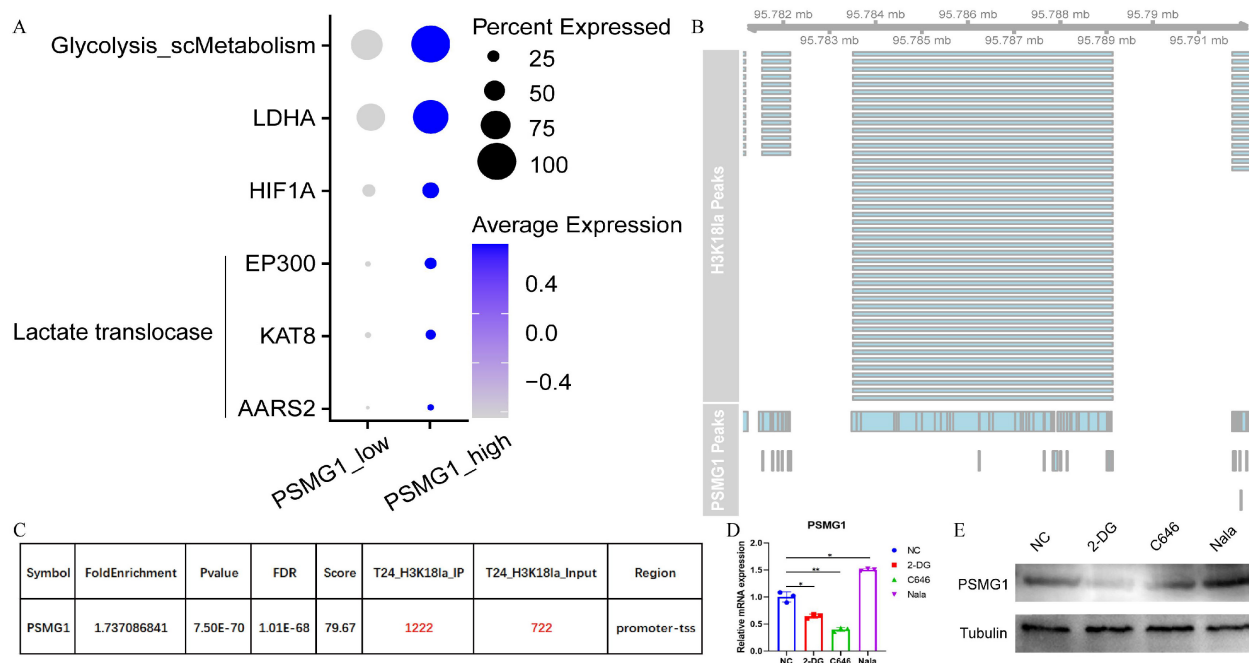 A
Glycolysis_scMetabolism
LDHA
HIF1A
EP300
Lactate translocase
KAT8
AARS2
PSMG1_low
PSMG1_high
Percent Expressed
25
50
75
100
Average Expression
0.4
0.0
−0.4
B
95.782 mb
95.784 mb
95.786 mb
95.788 mb
95.79 mb
95.783 mb
95.785 mb
95.787 mb
95.789 mb
95.791 mb
H3K18la Peaks
PSMG1 Peaks
C
Symbol FoldEnrichment Pvalue FDR Score T24_H3K18la_IP T24_H3K18la_Input Region
PSMG1 1.737086841 7.50E-70 1.01E-68 79.67 1222 722 promoter-tss
D
PSMG1
Relative mRNA expression
2.0
1.5
1.0
0.5
0.0
*
**
*
NC
2-DG
C646
Nala
NC 2-DG C646 Nala
E
NC 2-DG C646 Nala
PSMG1
Tubulin